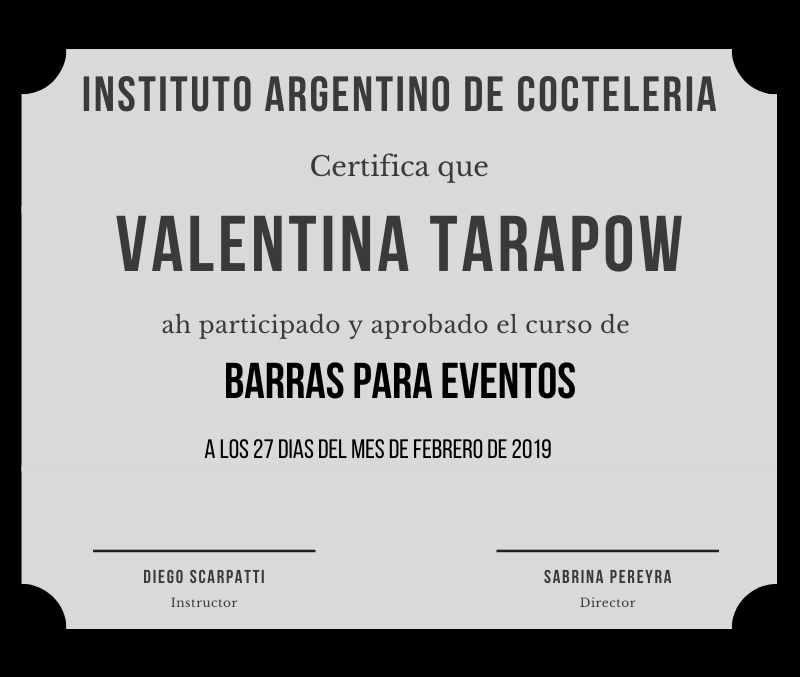 INSTITUTO ARGENTINO DE COCTELERIA
Certifica que
VALENTINA TARAPOW
ah participado y aprobado el curso de
BARRAS PARA EVENTOS
A LOS 27 DIAS DEL MES DE FEBRERO DE 2019
DIEGO SCARPATTI
Instructor
SABRINA PEREYRA
Director